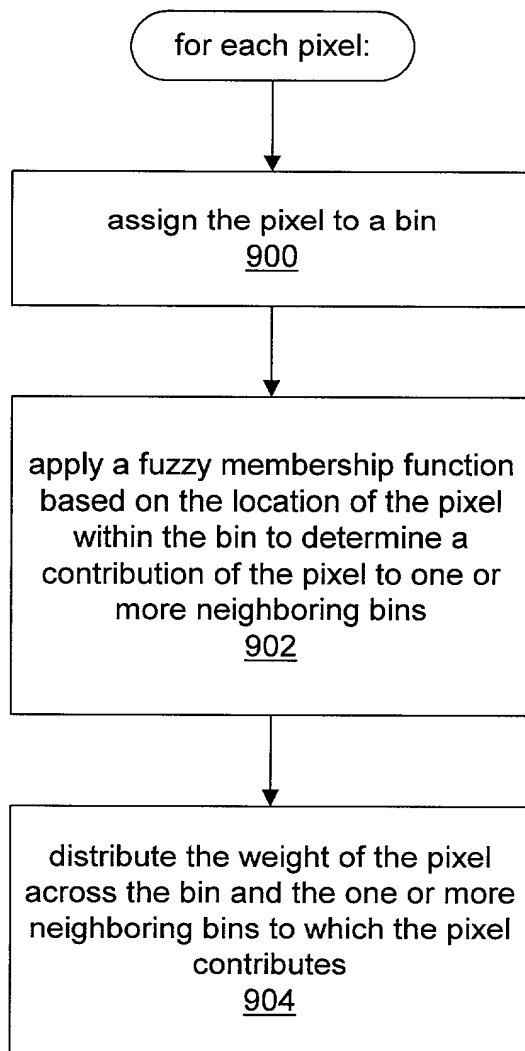 for each pixel:
assign the pixel to a bin
900
apply a fuzzy membership function
based on the location of the pixel
within the bin to determine a
contribution of the pixel to one or
more neighboring bins
902
distribute the weight of the pixel
across the bin and the one or more
neighboring bins to which the pixel
contributes
904